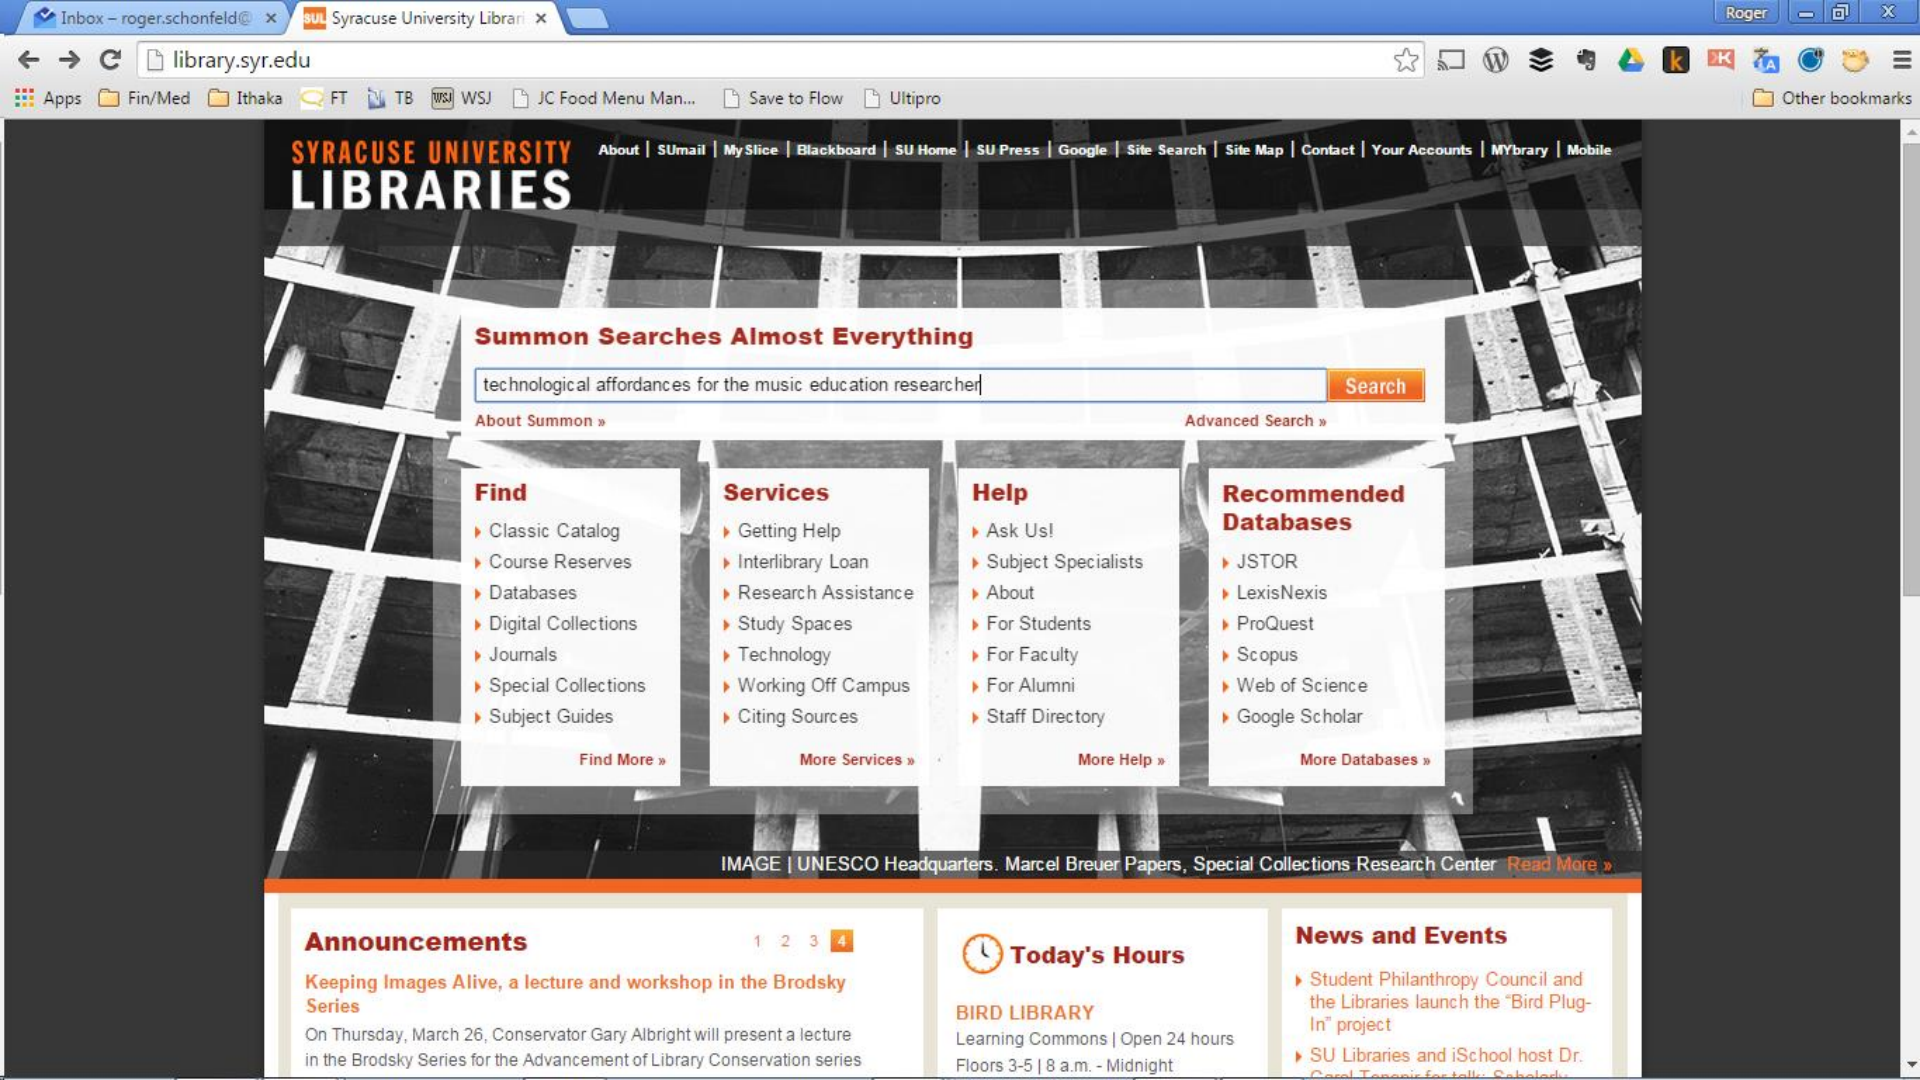 Inbox – roger.schonfeld@
SUL Syracuse University Librari
Roger
library.syr.edu
Apps Fin/Med Ithaka FT TB WSJ WSJ JC Food Menu Man... Save to Flow Ultipro Other bookmarks
SYRACUSE UNIVERSITY
LIBRARIES
About | SUmail | MySlice | Blackboard | SU Home | SU Press | Google | Site Search | Site Map | Contact | Your Accounts | MYbrary | Mobile
Summon Searches Almost Everything
technological affordances for the music education researcher
Search
About Summon »
Advanced Search »
Find
Classic Catalog
Course Reserves
Databases
Digital Collections
Journals
Special Collections
Subject Guides
Find More »
Services
Getting Help
Interlibrary Loan
Research Assistance
Study Spaces
Technology
Working Off Campus
Citing Sources
More Services »
Help
Ask Us!
Subject Specialists
About
For Students
For Faculty
For Alumni
Staff Directory
More Help »
Recommended
Databases
JSTOR
LexisNexis
ProQuest
Scopus
Web of Science
Google Scholar
More Databases »
IMAGE | UNESCO Headquarters. Marcel Breuer Papers, Special Collections Research Center Read More »
Announcements
1 2 3 4
Keeping Images Alive, a lecture and workshop in the Brodsky
Series
On Thursday, March 26, Conservator Gary Albright will present a lecture
in the Brodsky Series for the Advancement of Library Conservation series
Today's Hours
BIRD LIBRARY
Learning Commons | Open 24 hours
Floors 3-5 | 8 a.m. - Midnight
News and Events
Student Philanthropy Council and
the Libraries launch the “Bird Plug-
In” project
SU Libraries and iSchool host Dr.